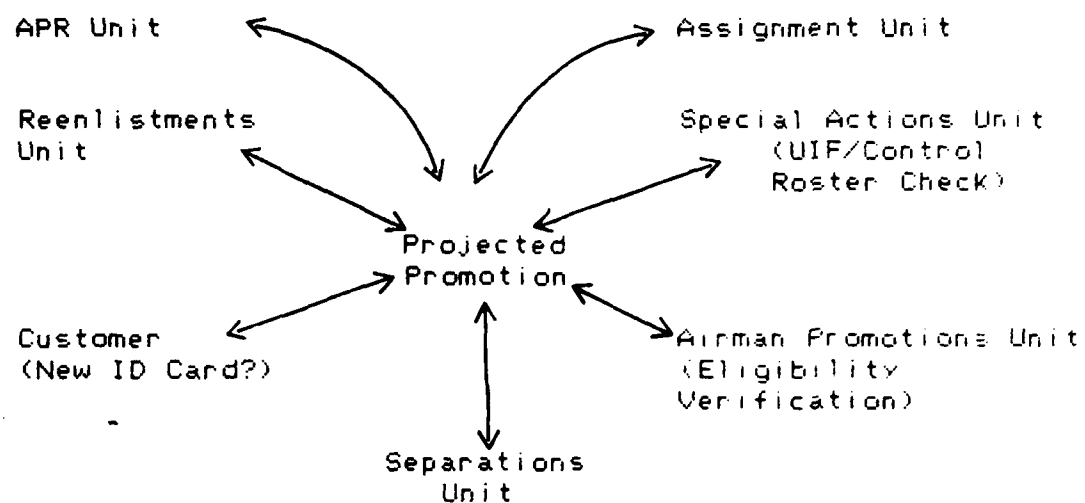 APR Unit
Assignment Unit
Reenlistments
Unit
Special Actions Unit
(UIF/Control
Roster Check)
Projected
Promotion
Customer
(New ID Card?)
Airman Promotions Unit
(Eligibility
Verification)
Separations
Unit